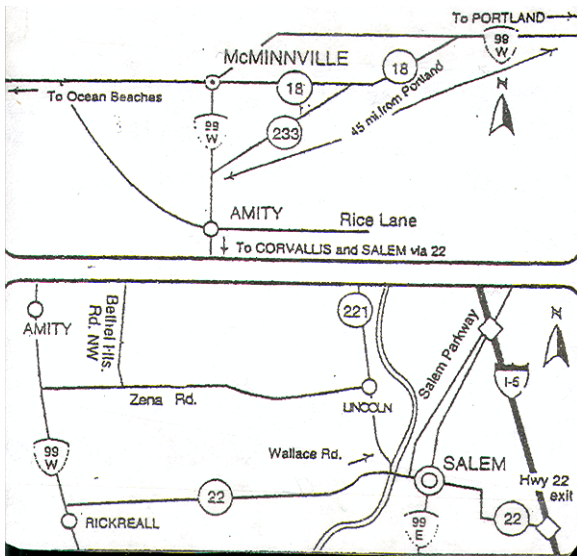 To PORTLAND
99
W
McMINNVILLE
18
18
N
To Ocean Beaches
99
W
233
45 mi. from Portland
AMITY
Rice Lane
To CORVALLIS and SALEM via 22
AMITY
Bethel Hls.
Rd. NW
221
Salem Parkway
N
I-5
Zena Rd.
LINCOLN
99
W
Wallace Rd.
SALEM
Hwy 22
exit
22
22
RICKREALL
99
E